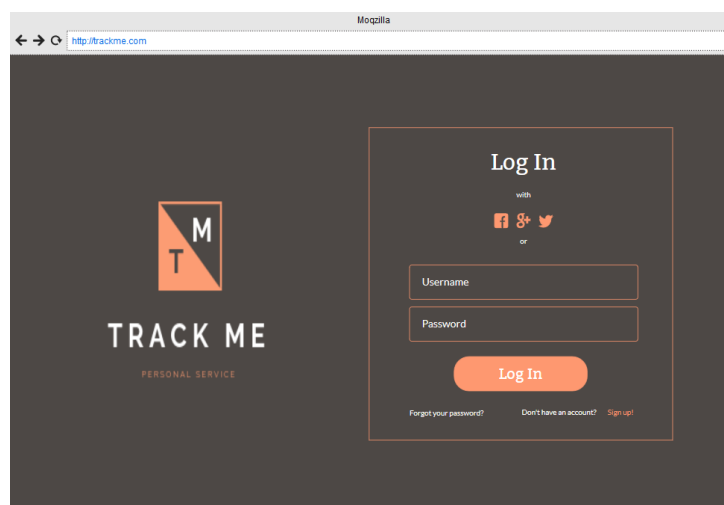 Moqzilla
http://trackme.com
M
T
TRACK ME
PERSONAL SERVICE
Log In
with
f g+
or
Username
Password
Log In
Forgot your password? Don't have an account? Sign up!